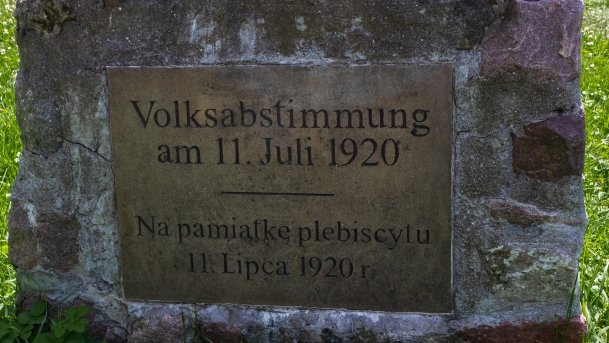 Volksabstimmung
am 11. Juli 1920
Na pamiątkę plebiscytu
11. Lipca 1920 r.